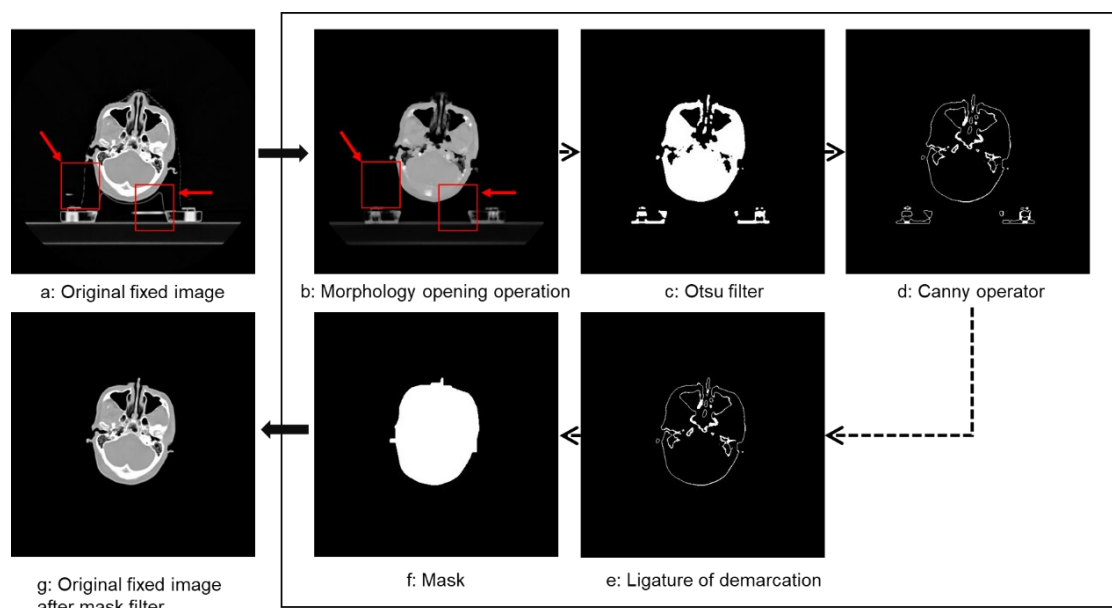 a: Original fixed image
b: Morphology opening operation
c: Otsu filter
d: Canny operator
g: Original fixed image
after mask filter
f: Mask
e: Ligature of demarcation